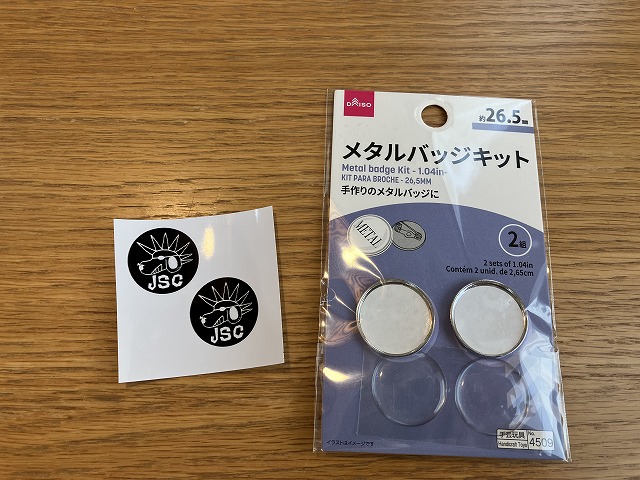 JSC
JSC
DAISO
約26.5mm
メタルバッジキット
Metal badge Kit - 1.04in-
KIT PARA BROCHE - 26,5MM
手作りのメタルバッジに
METAL
2組
2 sets of 1.04in
Contém 2 unid. de 2,65cm
イラストはイメージです
手芸玩具
Handicraft Toys
No.
4509